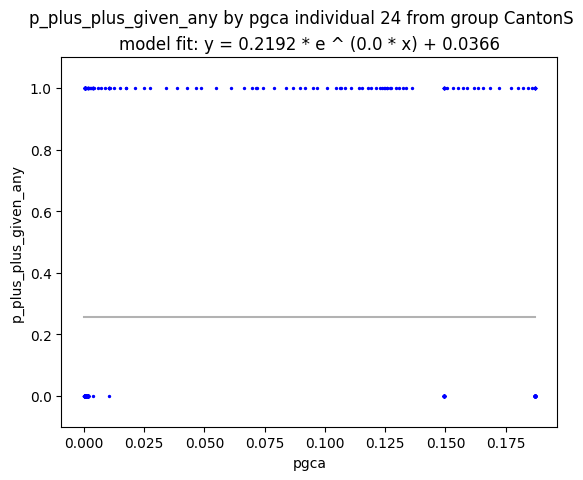 p_plus_plus_given_any by pgca individual 24 from group CantonS
model fit: y = 0.2192 * e ^ (0.0 * x) + 0.0366
1.0
0.8
0.6
0.4
0.2
0.0
p_plus_plus_given_any
0.000 0.025 0.050 0.075 0.100 0.125 0.150 0.175
pgca